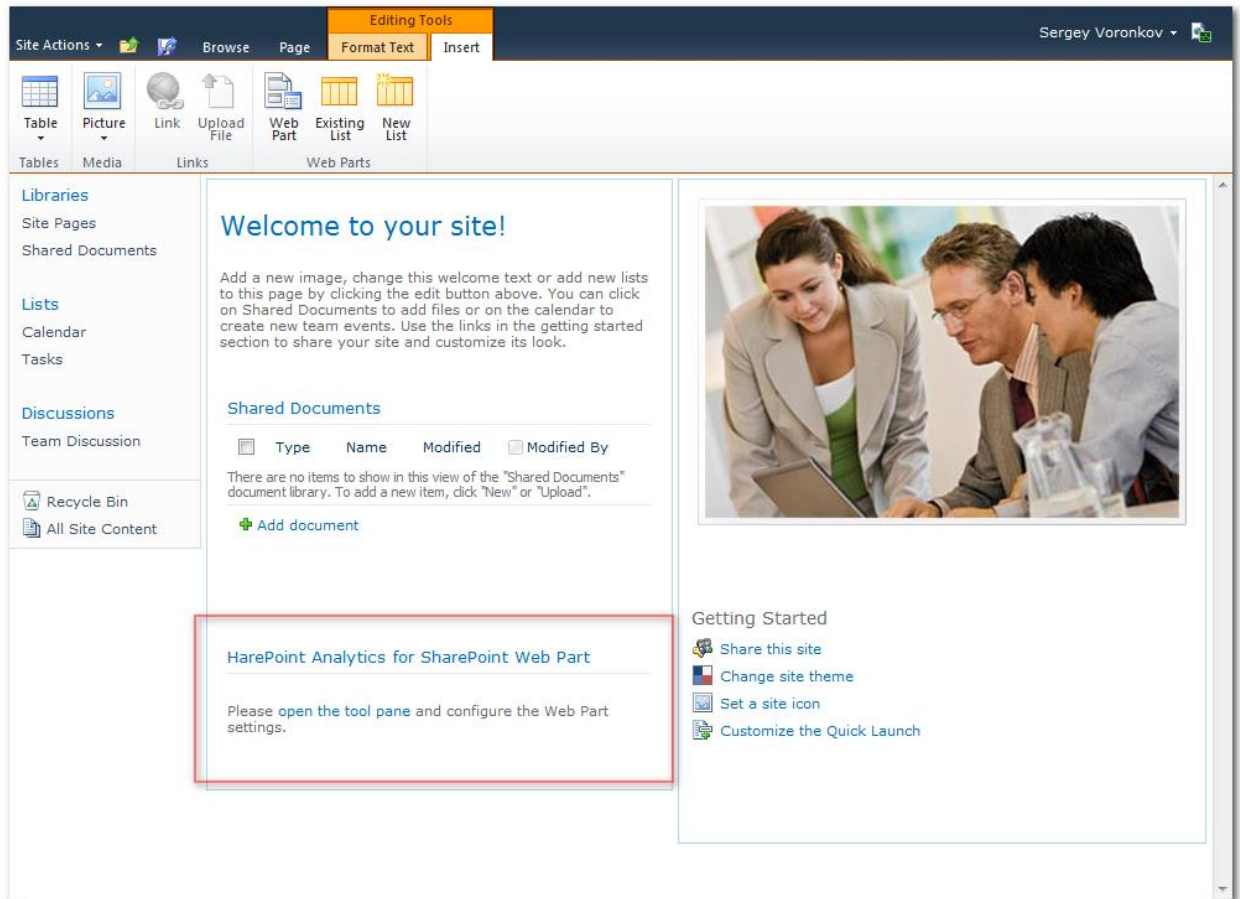 Editing Tools
Site Actions Browse Page Format Text Insert Sergey Voronkov
Table Picture Link Upload File Web Part Existing List New List
Tables Media Links Web Parts
Libraries
Site Pages
Shared Documents
Lists
Calendar
Tasks
Discussions
Team Discussion
Recycle Bin
All Site Content
Welcome to your site!
Add a new image, change this welcome text or add new lists
to this page by clicking the edit button above. You can click
on Shared Documents to add files or on the calendar to
create new team events. Use the links in the getting started
section to share your site and customize its look.
Shared Documents
Type Name Modified Modified By
There are no items to show in this view of the "Shared Documents"
document library. To add a new item, click "New" or "Upload".
Add document
HarePoint Analytics for SharePoint Web Part
Please open the tool pane and configure the Web Part
settings.
Getting Started
Share this site
Change site theme
Set a site icon
Customize the Quick Launch